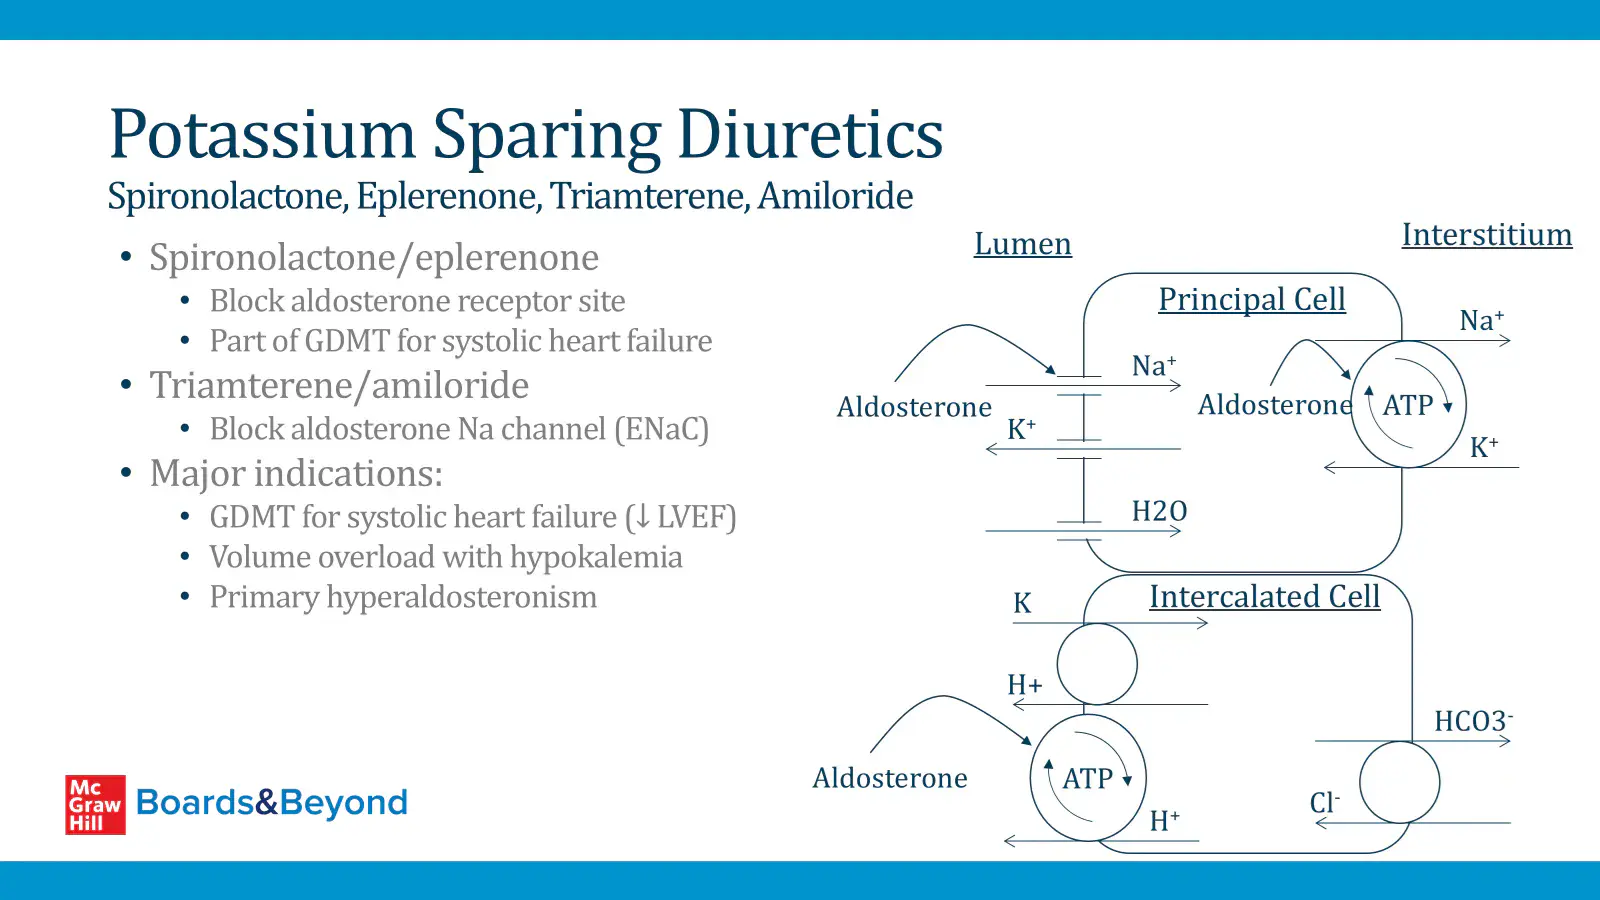 Potassium Sparing Diuretics
Spironolactone, Eplerenone, Triamterene, Amiloride
• Spironolactone/eplerenone
• Block aldosterone receptor site
• Part of GDMT for systolic heart failure
• Triamterene/amiloride
• Block aldosterone Na channel (ENaC)
• Major indications:
• GDMT for systolic heart failure (↓ LVEF)
• Volume overload with hypokalemia
• Primary hyperaldosteronism
Lumen
Interstitium
Principal Cell
Na⁺
Na⁺
Aldosterone
Aldosterone
ATP
K⁺
K⁺
H2O
Intercalated Cell
K
H+
HCO3⁻
Aldosterone
ATP
Cl⁻
H⁺
Mc
Graw
Hill
Boards&Beyond